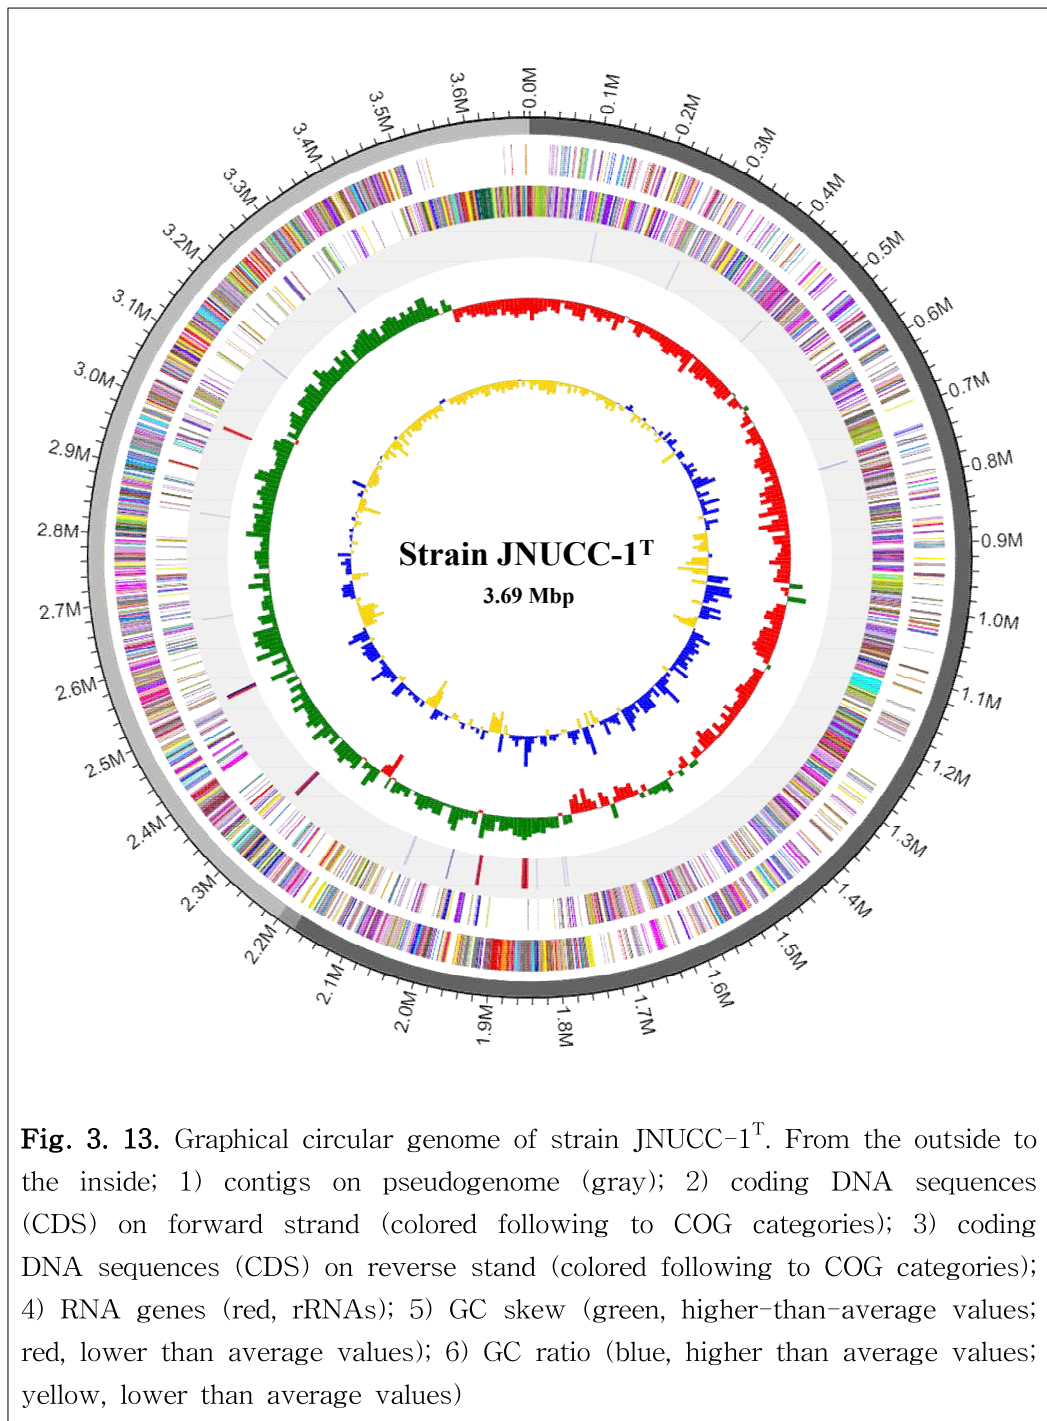 0.0M
0.1M
0.2M
0.3M
0.4M
0.5M
0.6M
0.7M
0.8M
0.9M
1.0M
1.1M
1.2M
1.3M
1.4M
1.5M
1.6M
1.7M
1.8M
1.9M
2.0M
2.1M
2.2M
2.3M
2.4M
2.5M
2.6M
2.7M
2.8M
2.9M
3.0M
3.1M
3.2M
3.3M
3.4M
3.5M
3.6M
Strain JNUCC-1ᵀ
3.69 Mbp
Fig. 3. 13. Graphical circular genome of strain JNUCC-1ᵀ. From the outside to
the inside; 1) contigs on pseudogenome (gray); 2) coding DNA sequences
(CDS) on forward strand (colored following to COG categories); 3) coding
DNA sequences (CDS) on reverse stand (colored following to COG categories);
4) RNA genes (red, rRNAs); 5) GC skew (green, higher-than-average values;
red, lower than average values); 6) GC ratio (blue, higher than average values;
yellow, lower than average values)